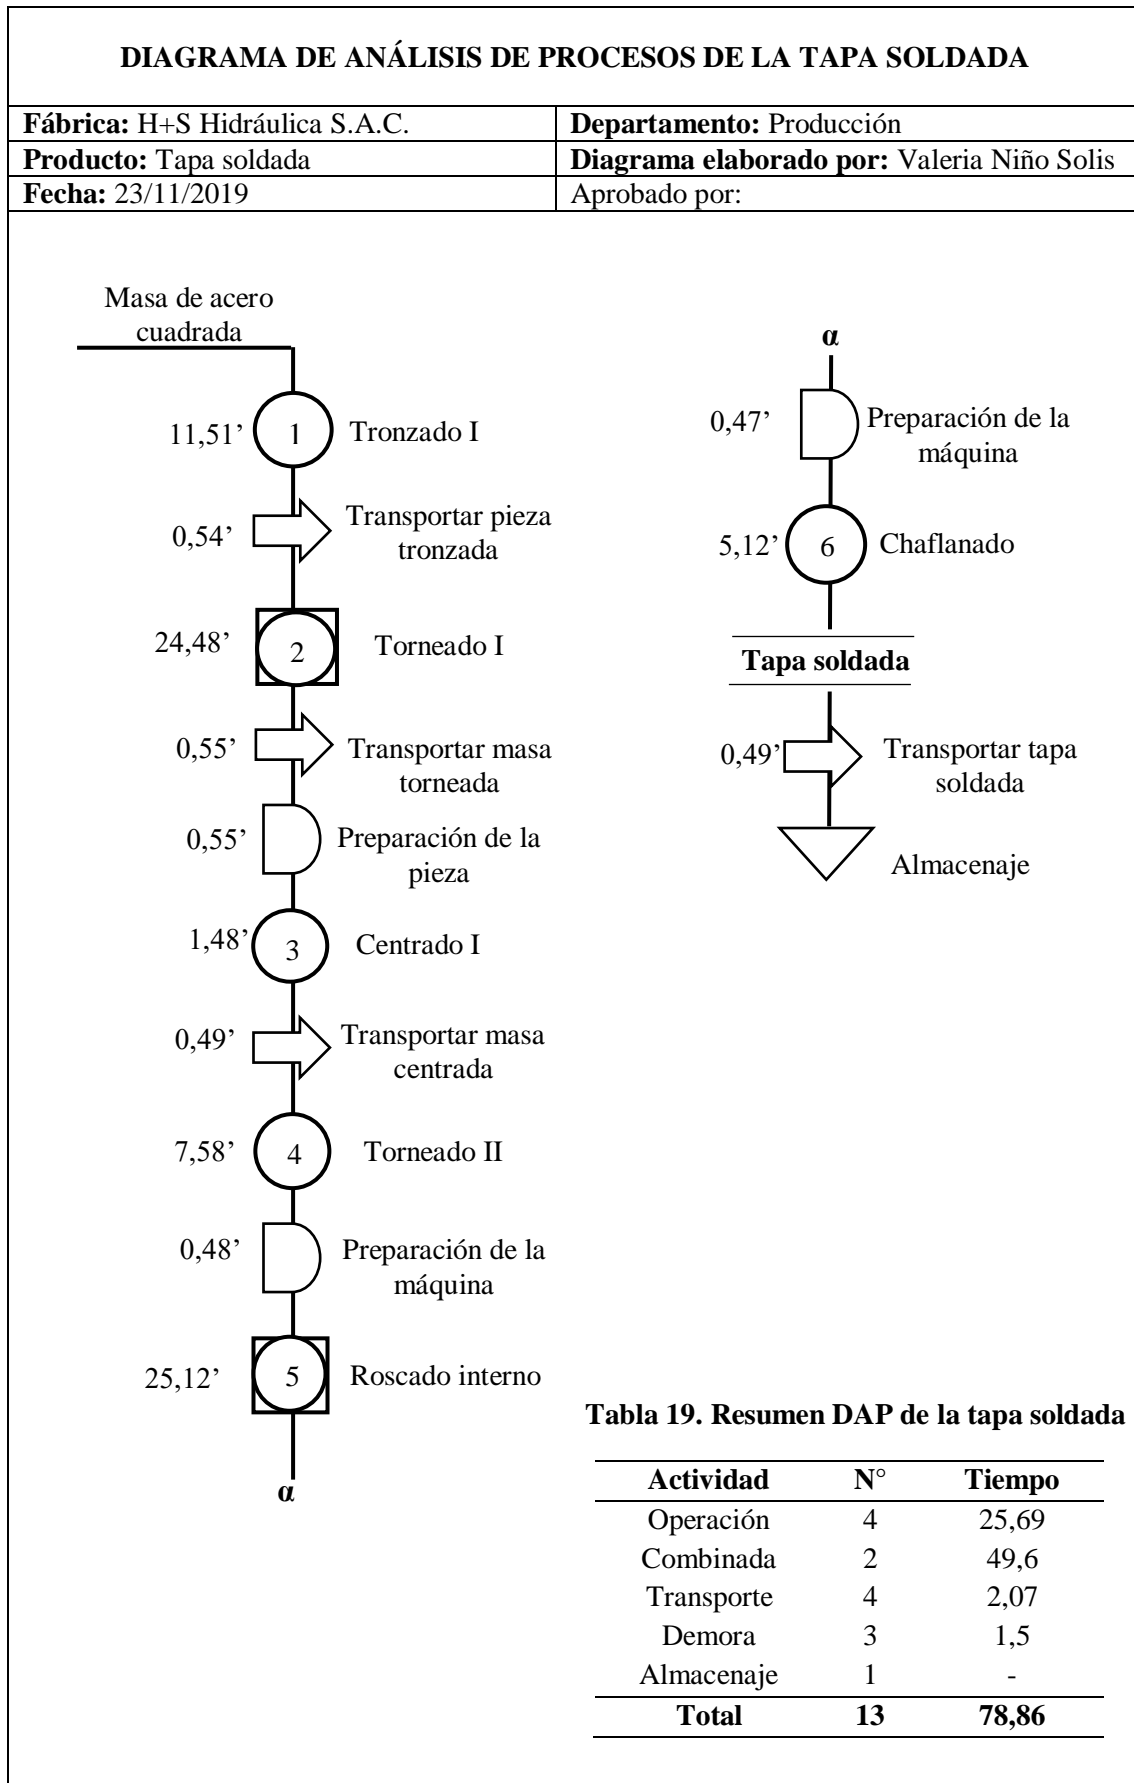 DIAGRAMA DE ANÁLISIS DE PROCESOS DE LA TAPA SOLDADA
Fábrica: H+S Hidráulica S.A.C.
Departamento: Producción
Producto: Tapa soldada
Diagrama elaborado por: Valeria Niño Solis
Fecha: 23/11/2019
Aprobado por:
Masa de acero
cuadrada
11,51’ 1 Tronzado I
0,54’ Transportar pieza
tronzada
24,48’ 2 Torneado I
0,55’ Transportar masa
torneada
0,55’ Preparación de la
pieza
1,48’ 3 Centrado I
0,49’ Transportar masa
centrada
7,58’ 4 Torneado II
0,48’ Preparación de la
máquina
25,12’ 5 Roscado interno
α
α
0,47’ Preparación de la
máquina
5,12’ 6 Chaflanado
Tapa soldada
0,49’ Transportar tapa
soldada
Almacenaje
Tabla 19. Resumen DAP de la tapa soldada
Actividad N° Tiempo
Operación 4 25,69
Combinada 2 49,6
Transporte 4 2,07
Demora 3 1,5
Almacenaje 1 -
Total 13 78,86